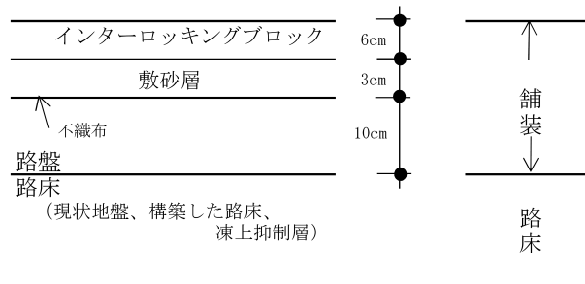 インターロッキングブロック
6cm
敷砂層
3cm
不織布
10cm
舗装
路盤
路床
(現状地盤、構築した路床、
凍上抑制層)
路床